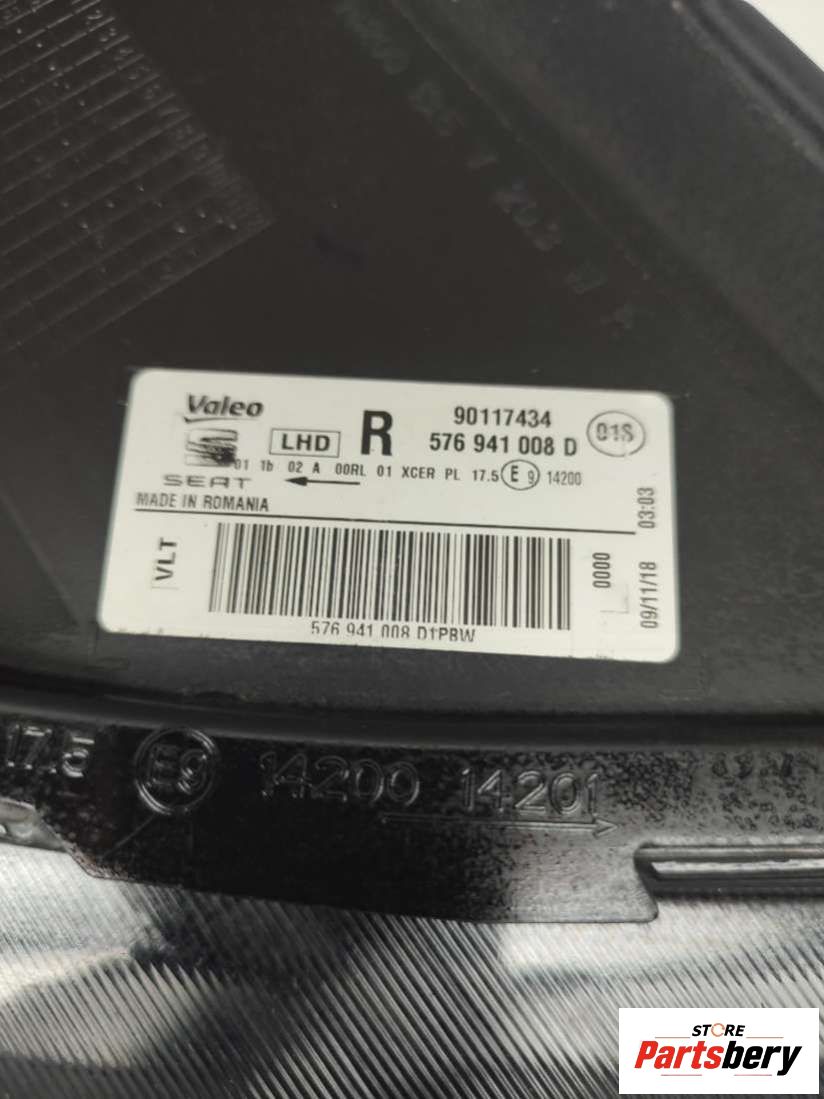 Valeo
LHD R
90117434
576 941 008 D
01S
01 1b 02 A 00RL 01 XCER PL 17.5 E 9 14200
SEAT
MADE IN ROMANIA
VLT
0000
09/11/18 03:03
576 941 008 D1PBW
17.5 E9 14200 14201
STORE
Partsbery